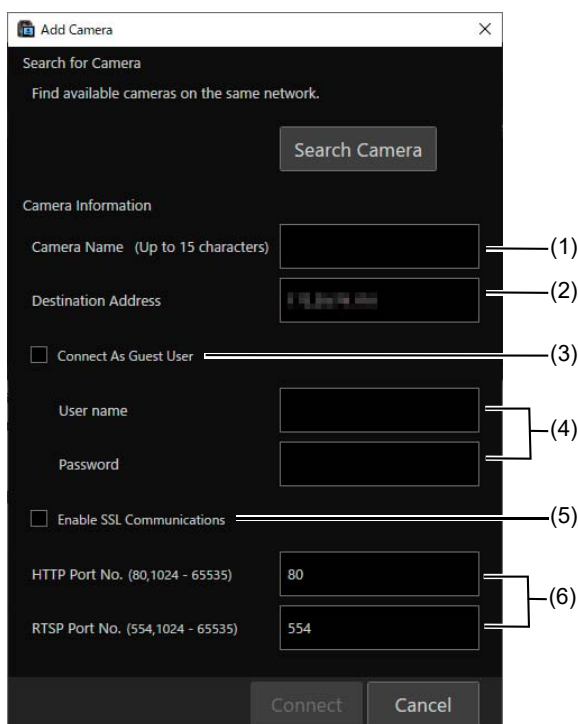 Add Camera
Search for Camera
Find available cameras on the same network.
Search Camera
Camera Information
Camera Name (Up to 15 characters)
(1)
Destination Address
(2)
Connect As Guest User
(3)
User name
(4)
Password
Enable SSL Communications
(5)
HTTP Port No. (80,1024 - 65535) 80
(6)
RTSP Port No. (554,1024 - 65535) 554
Connect Cancel